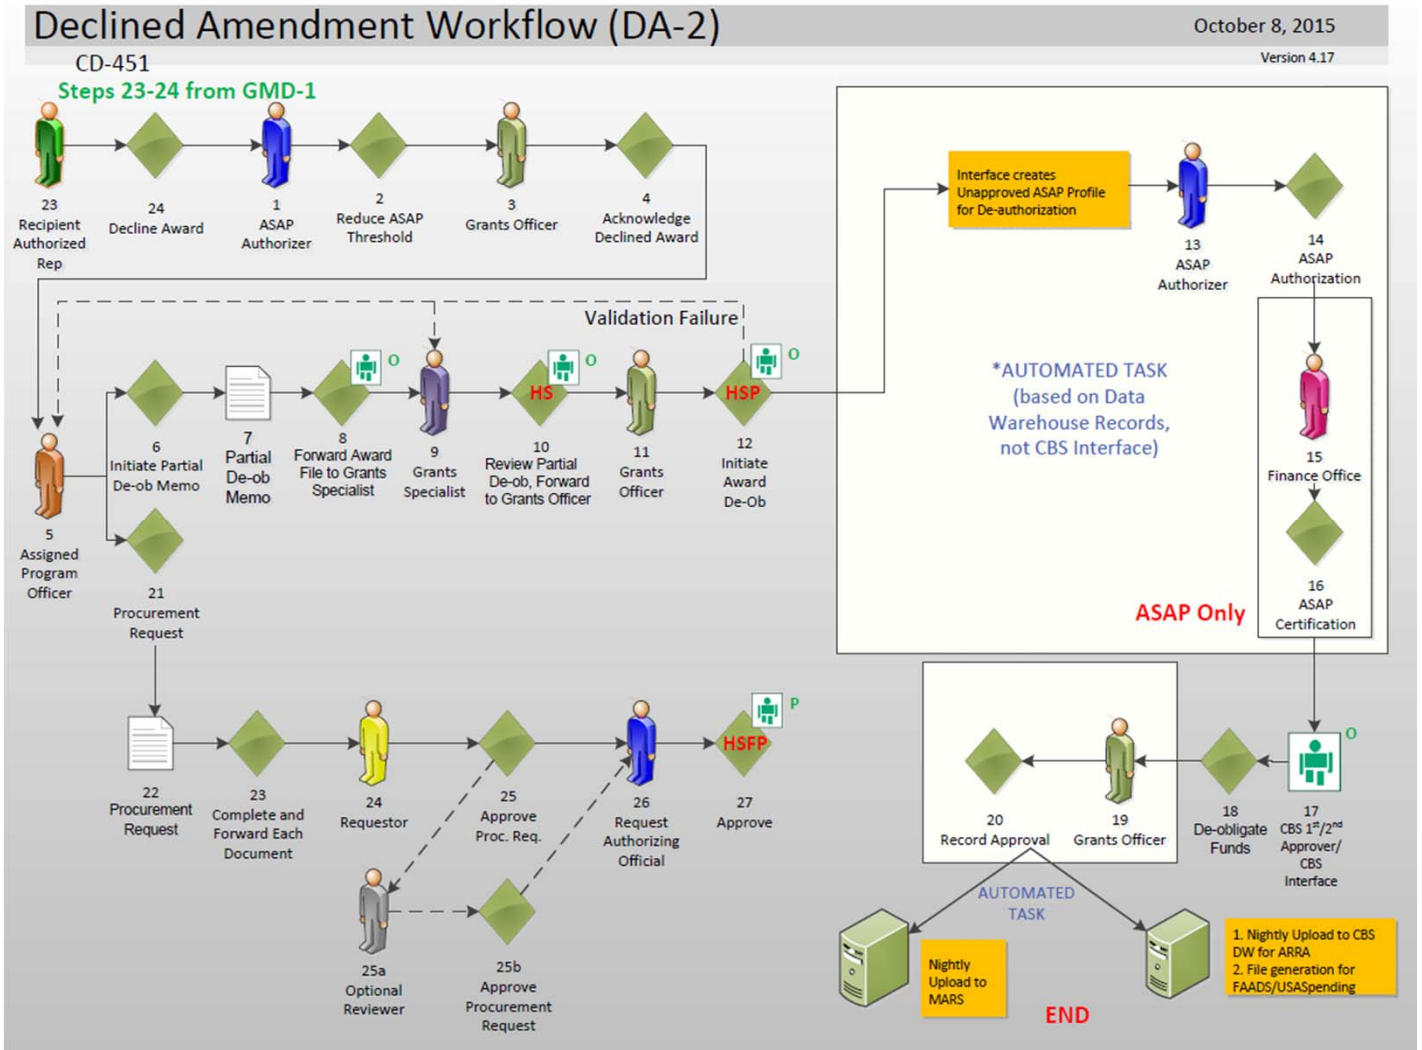 Declined Amendment Workflow (DA-2)
October 8, 2015
CD-451
Version 4.17
Steps 23-24 from GMD-1
23
Recipient
Authorized
Rep
24
Decline Award
1
ASAP
Authorizer
2
Reduce ASAP
Threshold
3
Grants Officer
4
Acknowledge
Declined Award
Interface creates
Unapproved ASAP Profile
for De-authorization
13
ASAP
Authorizer
14
ASAP
Authorization
Validation Failure
5
Assigned
Program
Officer
6
Initiate Partial
De-ob Memo
7
Partial
De-ob
Memo
O
8
Forward Award
File to Grants
Specialist
9
Grants
Specialist
HS
O
10
Review Partial
De-ob, Forward
to Grants Officer
11
Grants
Officer
HSP
O
12
Initiate
Award
De-Ob
*AUTOMATED TASK
(based on Data
Warehouse Records,
not CBS Interface)
15
Finance Office
16
ASAP
Certification
ASAP Only
21
Procurement
Request
22
Procurement
Request
23
Complete and
Forward Each
Document
24
Requestor
25
Approve
Proc. Req.
26
Request
Authorizing
Official
HSFP
P
27
Approve
25a
Optional
Reviewer
25b
Approve
Procurement
Request
O
17
CBS 1st/2nd
Approver/
CBS
Interface
18
De-obligate
Funds
19
Grants Officer
20
Record Approval
AUTOMATED
TASK
Nightly
Upload to
MARS
1. Nightly Upload to CBS
DW for ARRA
2. File generation for
FAADS/USASpending
END